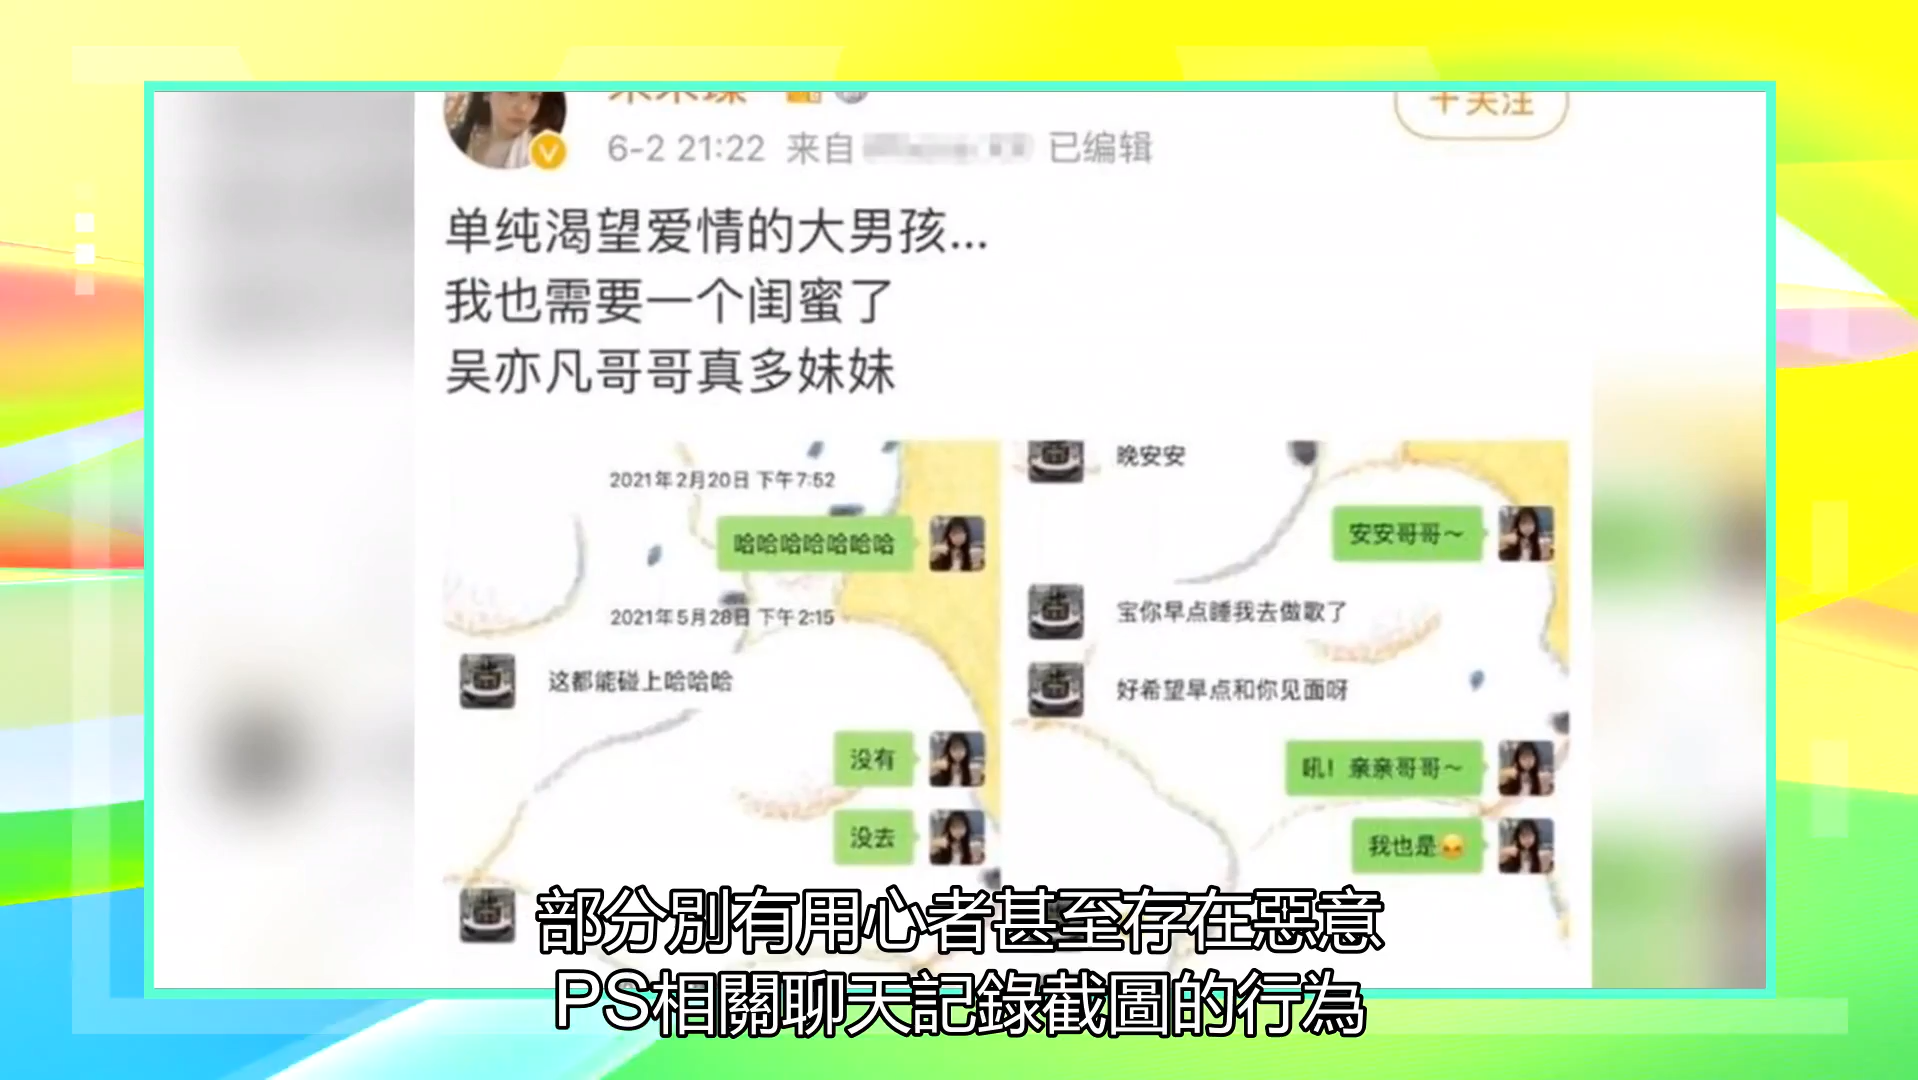 +关注
6-2 21:22 来自 已编辑
单纯渴望爱情的大男孩...
我也需要一个闺蜜了
吴亦凡哥哥真多妹妹
2021年2月20日 下午7:52
哈哈哈哈哈哈哈
2021年5月28日 下午2:15
这都能碰上哈哈哈
没有
没去
晚安安
安安哥哥～
宝你早点睡我去做歌了
好希望早点和你见面呀
吼！亲亲哥哥～
我也是
部分別有用心者甚至存在惡意
PS相關聊天記錄截圖的行為